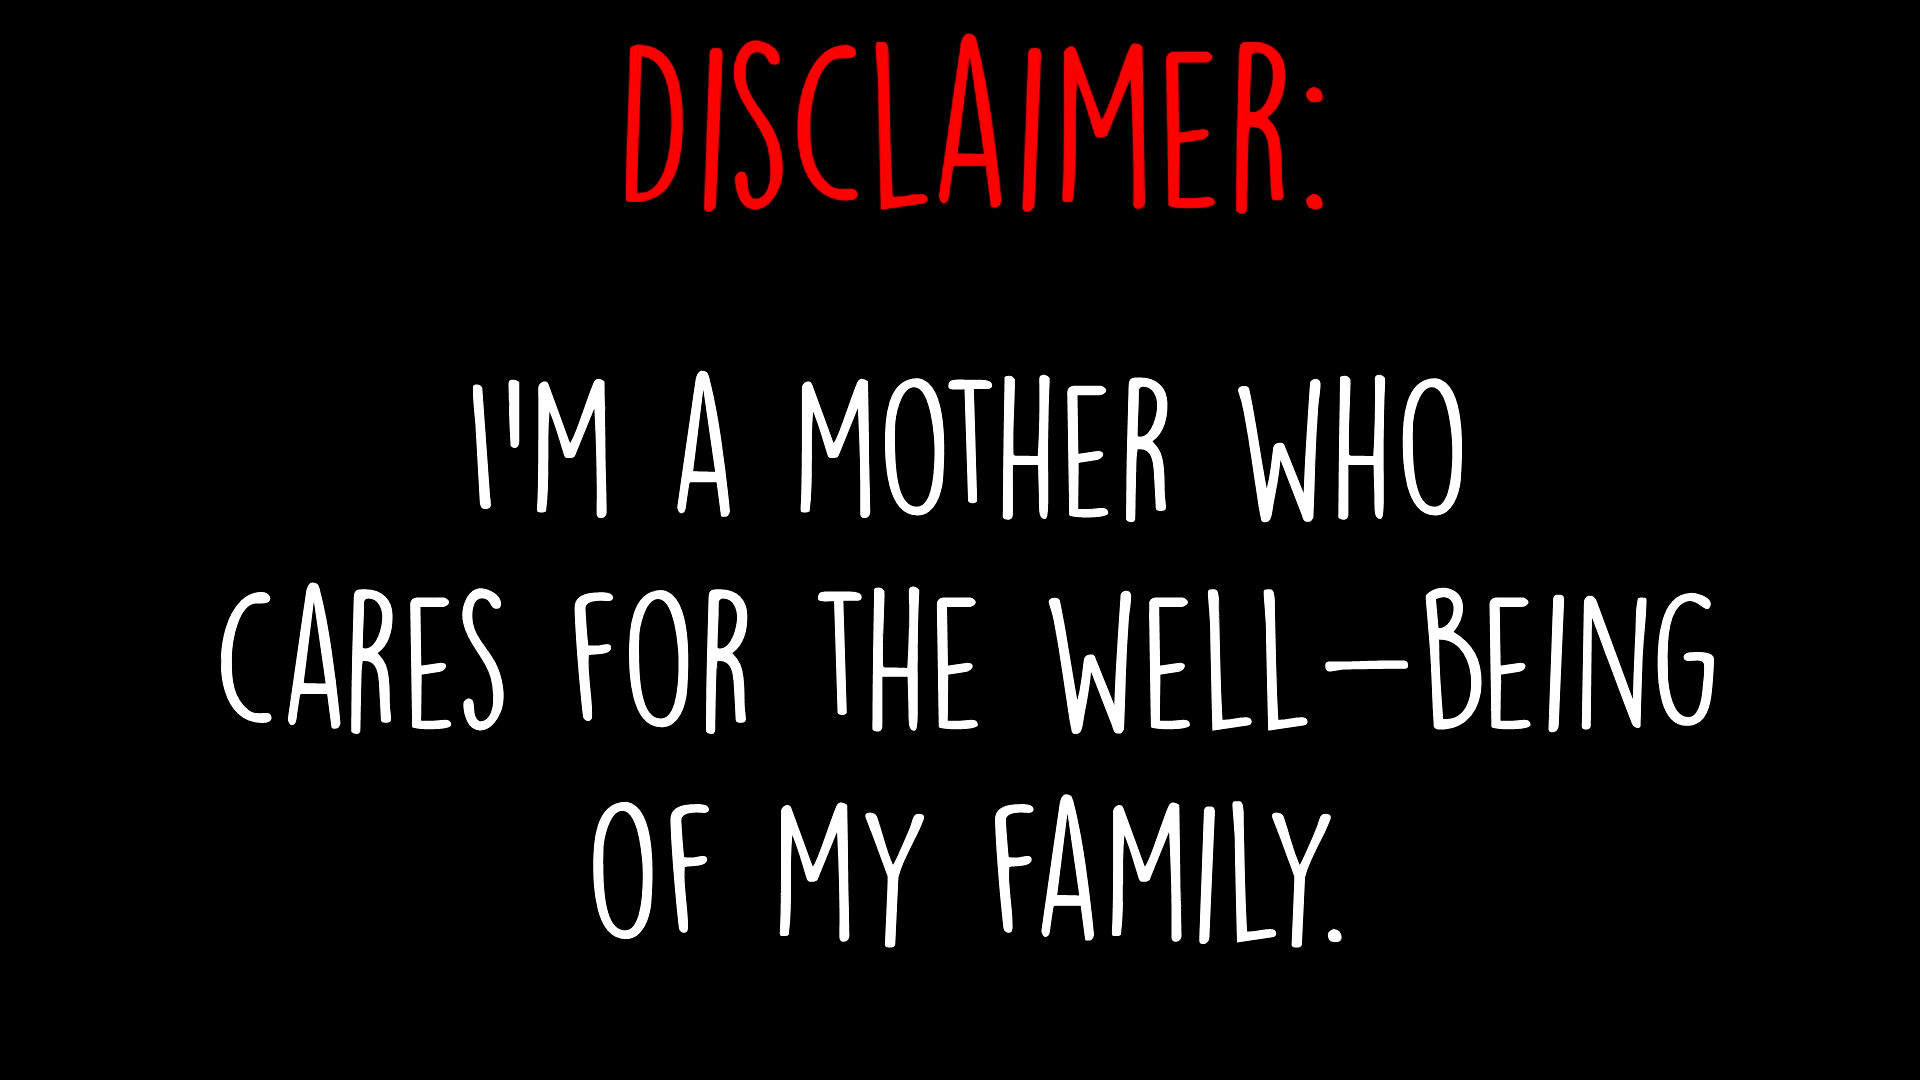 DISCLAIMER:
I'M A MOTHER WHO
CARES FOR THE WELL-BEING
OF MY FAMILY.